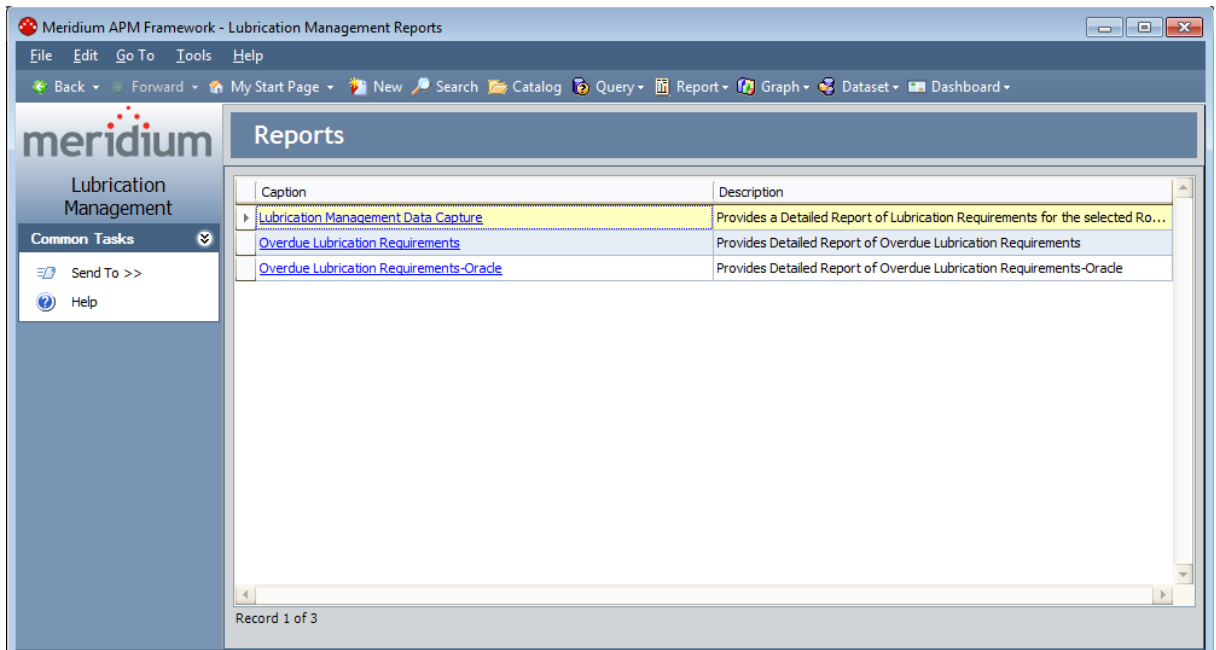 Meridium APM Framework - Lubrication Management Reports
File Edit Go To Tools Help
Back Forward My Start Page New Search Catalog Query Report Graph Dataset Dashboard
meridium
Reports
Lubrication
Management
Common Tasks
Send To >>
Help
Caption Description
Lubrication Management Data Capture Provides a Detailed Report of Lubrication Requirements for the selected Ro...
Overdue Lubrication Requirements Provides Detailed Report of Overdue Lubrication Requirements
Overdue Lubrication Requirements-Oracle Provides Detailed Report of Overdue Lubrication Requirements-Oracle
Record 1 of 3